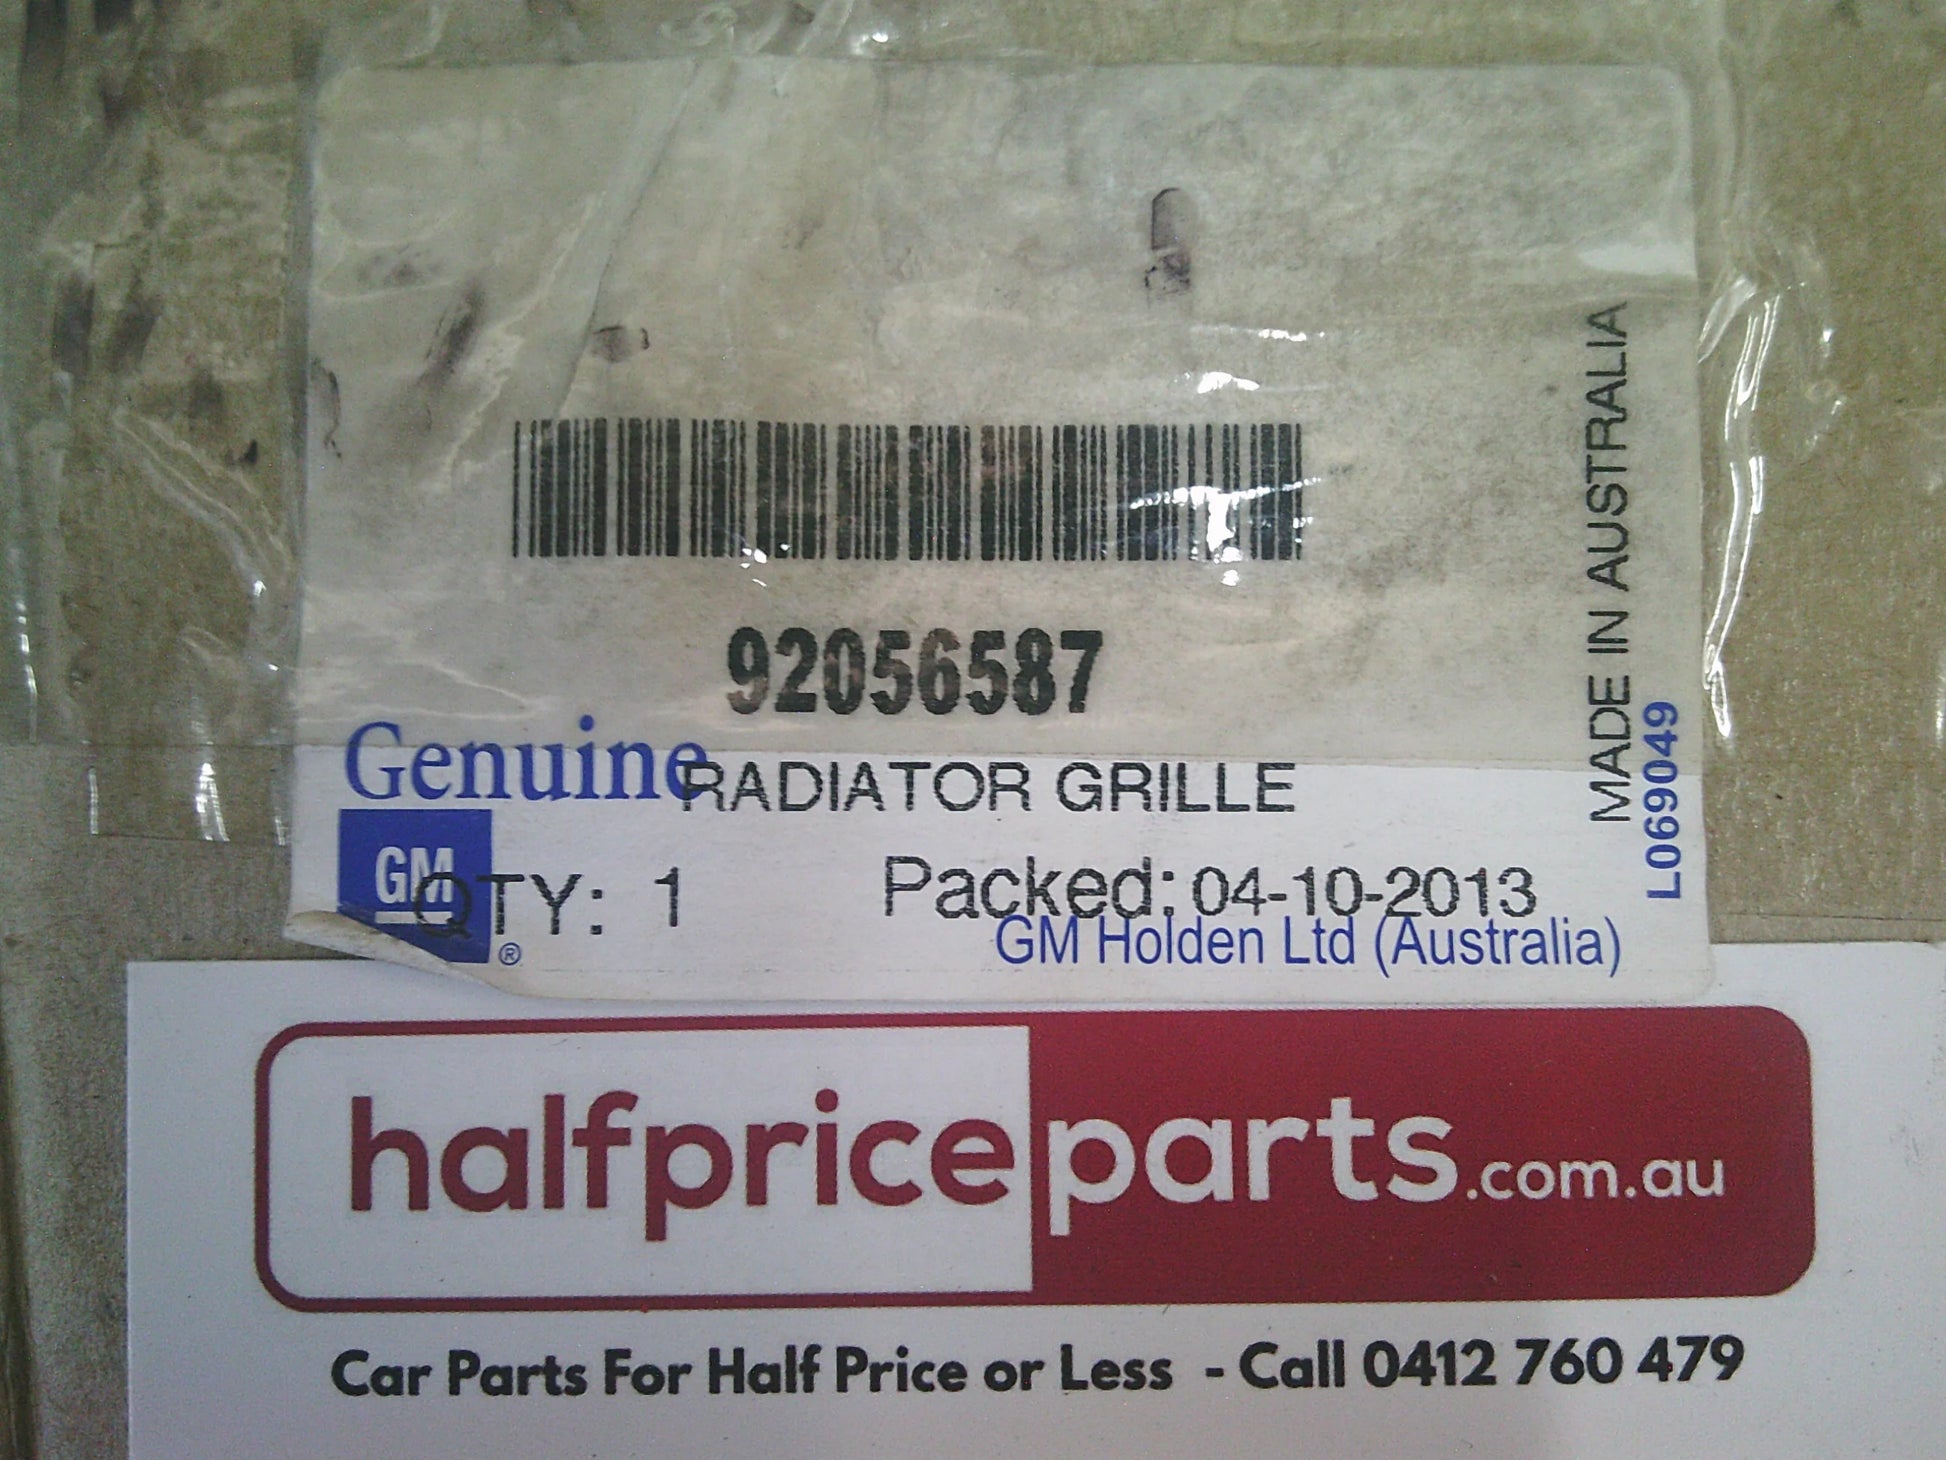 92056587
Genuine
RADIATOR GRILLE
GM
QTY: 1
Packed: 04-10-2013
GM Holden Ltd (Australia)
®
MADE IN AUSTRALIA
L0690049
halfpriceparts.com.au
Car Parts For Half Price or Less - Call 0412 760 479